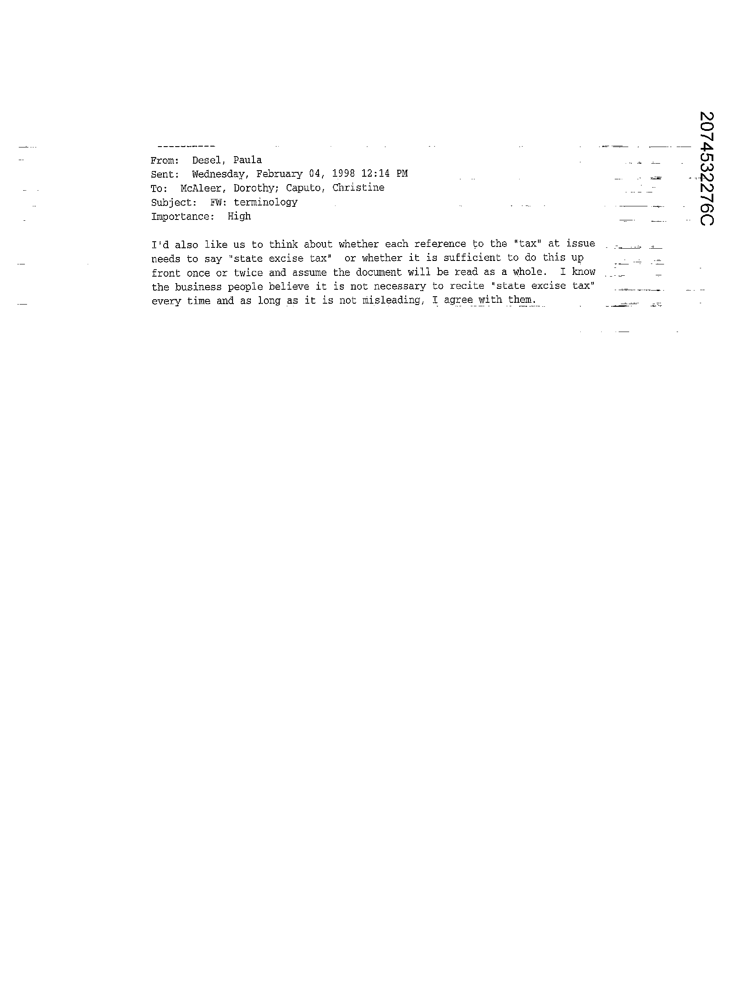 2074532276C
----------
From: Desel, Paula
Sent: Wednesday, February 04, 1998 12:14 PM
To: McAleer, Dorothy; Caputo, Christine
Subject: FW: terminology
Importance: High
I'd also like us to think about whether each reference to the "tax" at issue
needs to say "state excise tax" or whether it is sufficient to do this up
front once or twice and assume the document will be read as a whole. I know
the business people believe it is not necessary to recite "state excise tax"
every time and as long as it is not misleading, I agree with them.